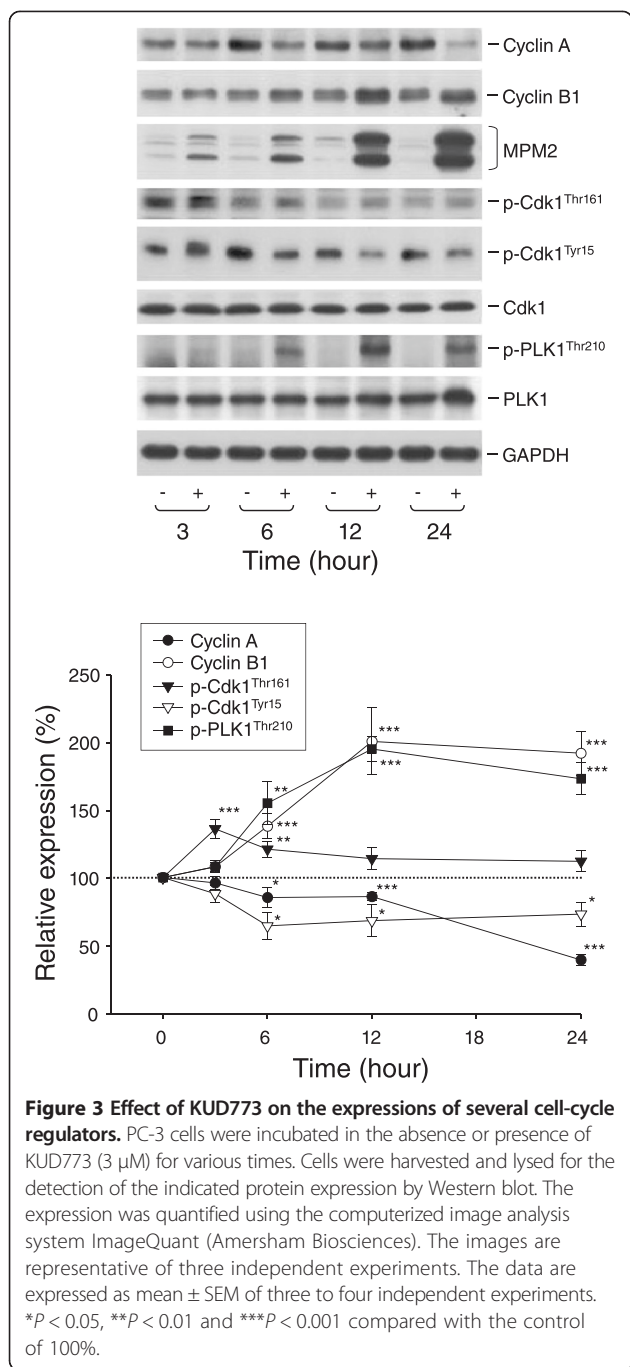 Cyclin A
Cyclin B1
MPM2
p-Cdk1Thr161
p-Cdk1Tyr15
Cdk1
p-PLK1Thr210
PLK1
GAPDH
- + - + - + - +
3 6 12 24
Time (hour)
Cyclin A
Cyclin B1
p-Cdk1Thr161
p-Cdk1Tyr15
p-PLK1Thr210
Relative expression (%)
250
200
150
100
50
0
***
***
**
***
**
*
*
***
***
***
*
***
***
*
***
0 6 12 18 24
Time (hour)
Figure 3 Effect of KUD773 on the expressions of several cell-cycle
regulators. PC-3 cells were incubated in the absence or presence of
KUD773 (3 μM) for various times. Cells were harvested and lysed for the
detection of the indicated protein expression by Western blot. The
expression was quantified using the computerized image analysis
system ImageQuant (Amersham Biosciences). The images are
representative of three independent experiments. The data are
expressed as mean ± SEM of three to four independent experiments.
*P < 0.05, **P < 0.01 and ***P < 0.001 compared with the control
of 100%.